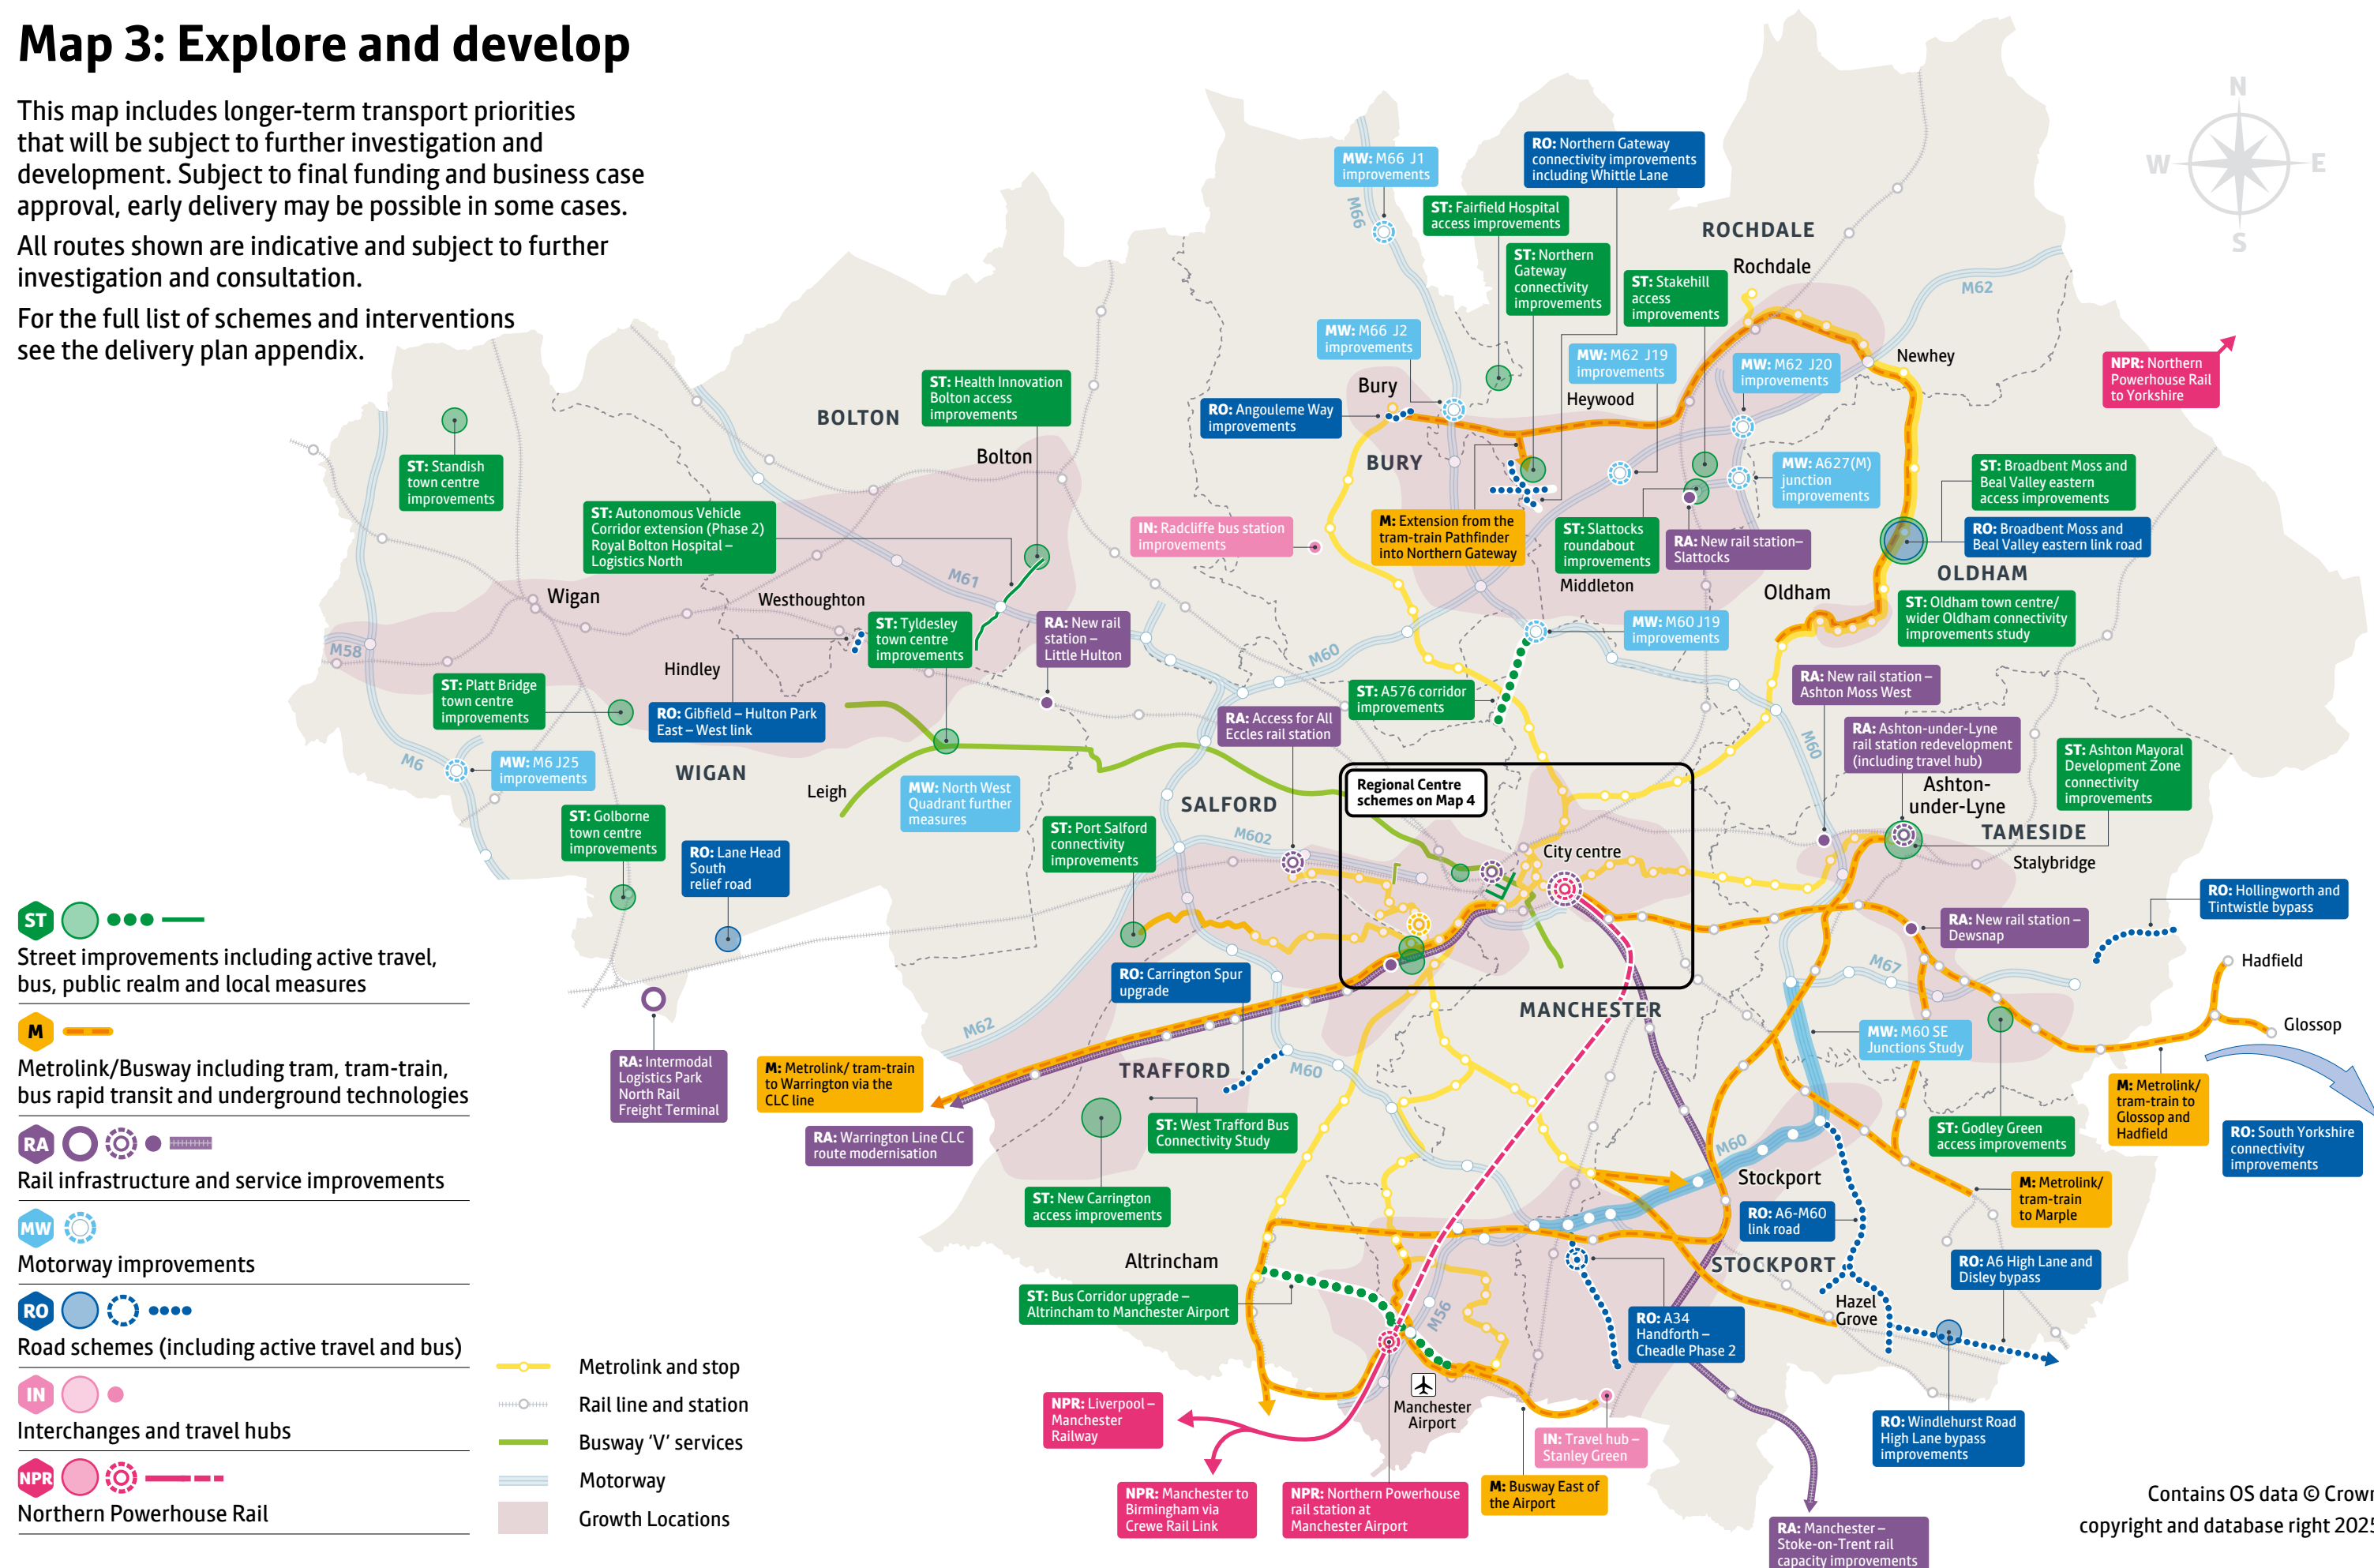 Map 3: Explore and develop
This map includes longer-term transport priorities
that will be subject to further investigation and
development. Subject to final funding and business case
approval, early delivery may be possible in some cases.
All routes shown are indicative and subject to further
investigation and consultation.
For the full list of schemes and interventions
see the delivery plan appendix.
N
W
E
S
MW: M66 J1
improvements
RO: Northern Gateway
connectivity improvements
including Whittle Lane
M66
ST: Fairfield Hospital
access improvements
ROCHDALE
Rochdale
ST: Northern
Gateway
connectivity
improvements
ST: Stakehill
access
improvements
M62
MW: M66 J2
improvements
MW: M62 J19
improvements
MW: M62 J20
improvements
Newhey
NPR: Northern
Powerhouse Rail
to Yorkshire
ST: Health Innovation
Bolton access
improvements
BOLTON
Bolton
Bury
Heywood
RO: Angouleme Way
improvements
BURY
ST: Standish
town centre
improvements
MW: A627(M)
junction
improvements
ST: Broadbent Moss and
Beal Valley eastern
access improvements
ST: Autonomous Vehicle
Corridor extension (Phase 2)
Royal Bolton Hospital –
Logistics North
IN: Radcliffe bus station
improvements
M: Extension from the
tram-train Pathfinder
into Northern Gateway
ST: Slattocks
roundabout
improvements
RA: New rail station–
Slattocks
RO: Broadbent Moss and
Beal Valley eastern link road
OLDHAM
M61
Middleton
Oldham
Wigan
Westhoughton
ST: Tyldesley
town centre
improvements
RA: New rail
station –
Little Hulton
MW: M60 J19
improvements
ST: Oldham town centre/
wider Oldham connectivity
improvements study
M58
Hindley
M60
ST: Platt Bridge
town centre
improvements
RO: Gibfield – Hulton Park
East – West link
ST: A576 corridor
improvements
RA: New rail station –
Ashton Moss West
RA: Access for All
Eccles rail station
RA: Ashton-under-Lyne
rail station redevelopment
(including travel hub)
M60
ST: Ashton Mayoral
Development Zone
connectivity
improvements
M6
MW: M6 J25
improvements
WIGAN
Leigh
MW: North West
Quadrant further
measures
SALFORD
Regional Centre
schemes on Map 4
Ashton-
under-Lyne
TAMESIDE
Stalybridge
ST: Golborne
town centre
improvements
ST: Port Salford
connectivity
improvements
M602
City centre
RO: Lane Head
South
relief road
RO: Hollingworth and
Tintwistle bypass
RA: New rail station –
Dewsnap
ST
Street improvements including active travel,
bus, public realm and local measures
M
Metrolink/Busway including tram, tram-train,
bus rapid transit and underground technologies
RA
Rail infrastructure and service improvements
MW
Motorway improvements
RO
Road schemes (including active travel and bus)
IN
Interchanges and travel hubs
NPR
Northern Powerhouse Rail
Metrolink and stop
Rail line and station
Busway ‘V’ services
Motorway
Growth Locations
RO: Carrington Spur
upgrade
M67
Hadfield
MANCHESTER
M62
Glossop
MW: M60 SE
Junctions Study
RA: Intermodal
Logistics Park
North Rail
Freight Terminal
M: Metrolink/ tram-train
to Warrington via the
CLC line
TRAFFORD
M60
M: Metrolink/
tram-train to
Glossop and
Hadfield
RA: Warrington Line CLC
route modernisation
ST: West Trafford Bus
Connectivity Study
ST: Godley Green
access improvements
RO: South Yorkshire
connectivity
improvements
M60
Stockport
ST: New Carrington
access improvements
M: Metrolink/
tram-train
to Marple
RO: A6-M60
link road
Altrincham
STOCKPORT
RO: A6 High Lane and
Disley bypass
ST: Bus Corridor upgrade –
Altrincham to Manchester Airport
M56
Hazel
Grove
RO: A34
Handforth –
Cheadle Phase 2
NPR: Liverpool –
Manchester
Railway
Manchester
Airport
IN: Travel hub –
Stanley Green
RO: Windlehurst Road
High Lane bypass
improvements
NPR: Manchester to
Birmingham via
Crewe Rail Link
NPR: Northern Powerhouse
rail station at
Manchester Airport
M: Busway East of
the Airport
RA: Manchester –
Stoke-on-Trent rail
capacity improvements
Contains OS data © Crown
copyright and database right 2025